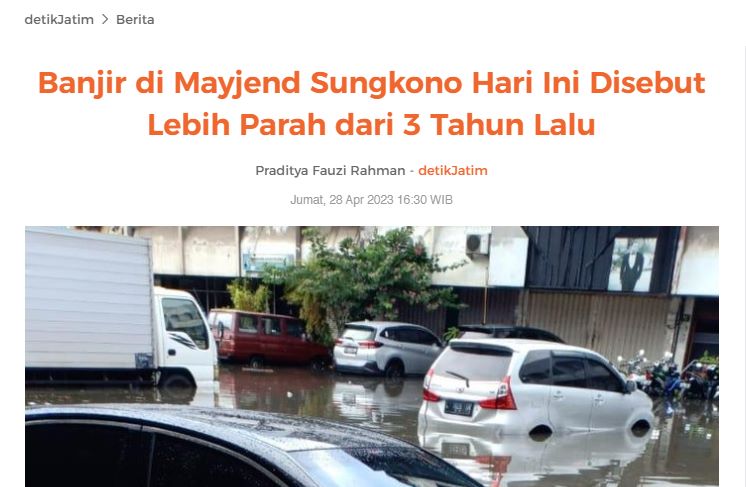 detikJatim > Berita
Banjir di Mayjend Sungkono Hari Ini Disebut
Lebih Parah dari 3 Tahun Lalu
Praditya Fauzi Rahman - detikJatim
Jumat, 28 Apr 2023 16:30 WIB